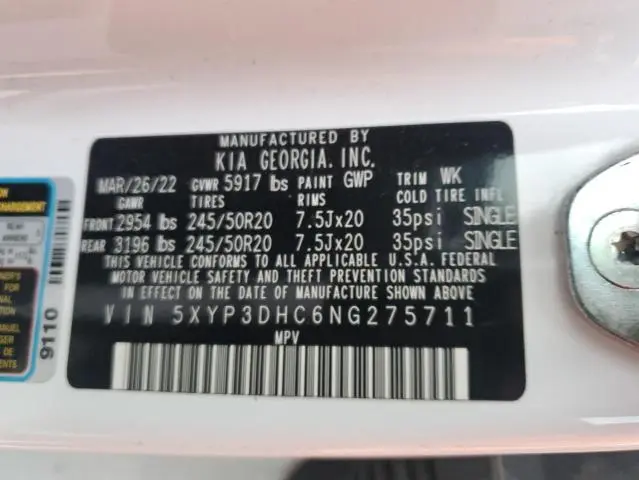 MANUFACTURED BY
KIA GEORGIA. INC.
MAR/26/22 GVWR 5917 lbs PAINT GWP TRIM WK
GAWR TIRES RIMS COLD TIRE INFL
FRONT 2954 lbs 245/50R20 7.5Jx20 35psi SINGLE
REAR 3196 lbs 245/50R20 7.5Jx20 35psi SINGLE
THIS VEHICLE CONFORMS TO ALL APPLICABLE U.S.A. FEDERAL
MOTOR VEHICLE SAFETY AND THEFT PREVENTION STANDARDS
IN EFFECT ON THE DATE OF MANUFACTURE SHOWN ABOVE
VIN 5XYP3DHC6NG275711
MPV
9110
REAR
MANUEL